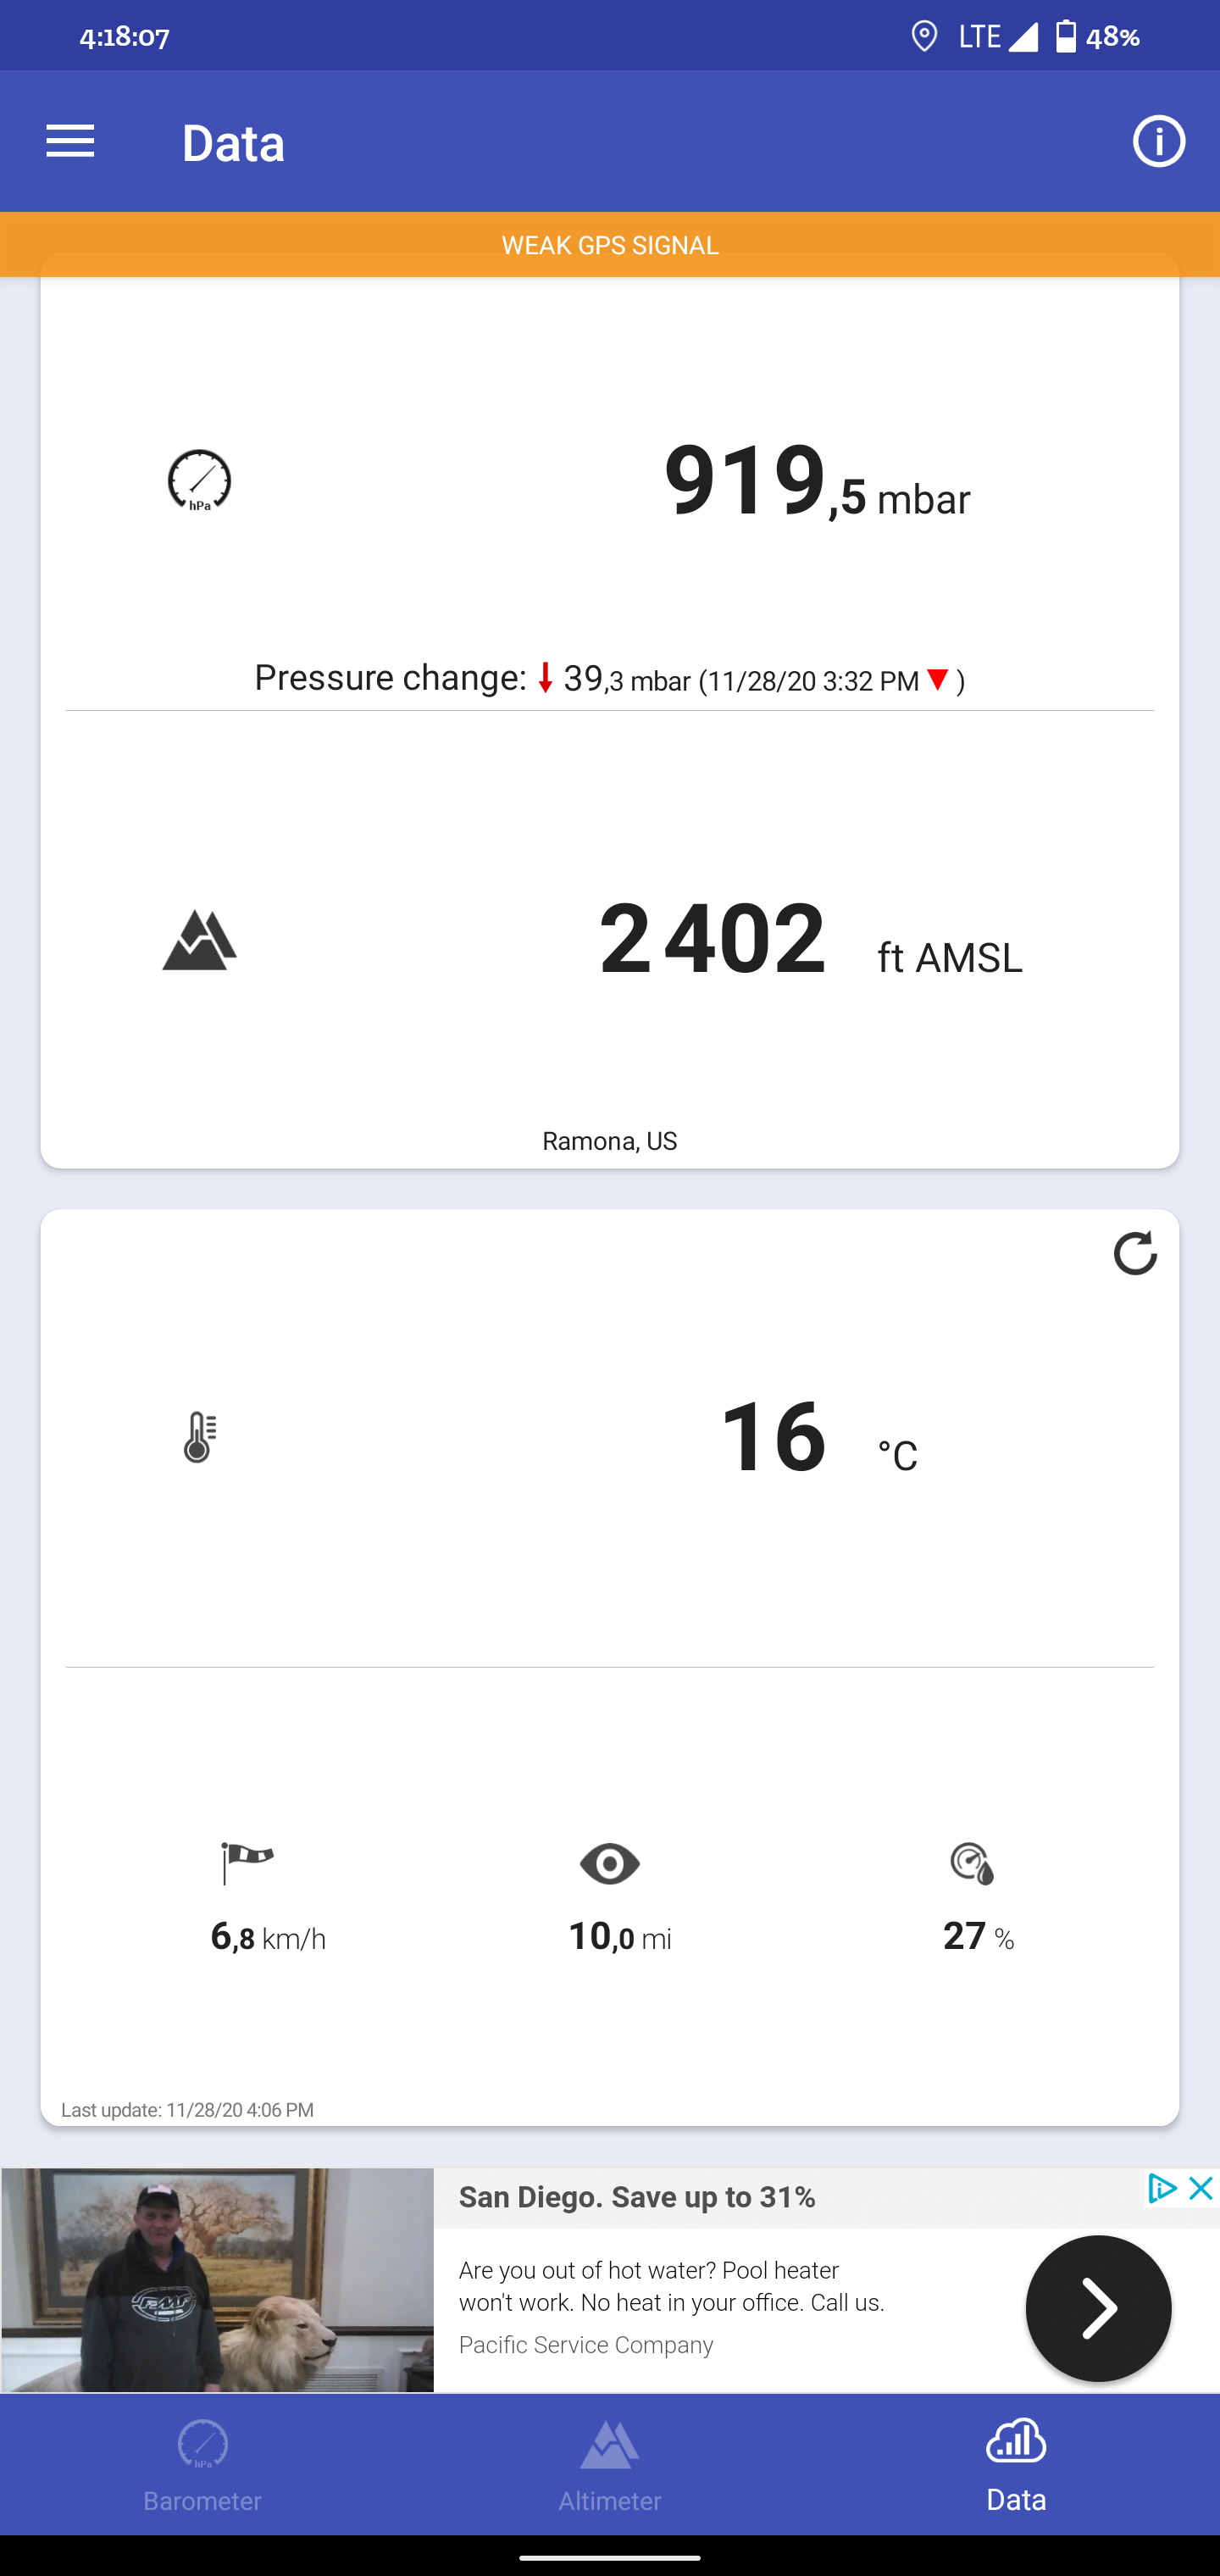 4:18:07 LTE 48%
Data
WEAK GPS SIGNAL
hPa
919,5 mbar
Pressure change: 39,3 mbar (11/28/20 3:32 PM )
2 402 ft AMSL
Ramona, US
16 °C
6,8 km/h 10,0 mi 27 %
Last update: 11/28/20 4:06 PM
San Diego. Save up to 31%
FMF
Are you out of hot water? Pool heater
won't work. No heat in your office. Call us.
Pacific Service Company
hPa
Barometer Altimeter Data